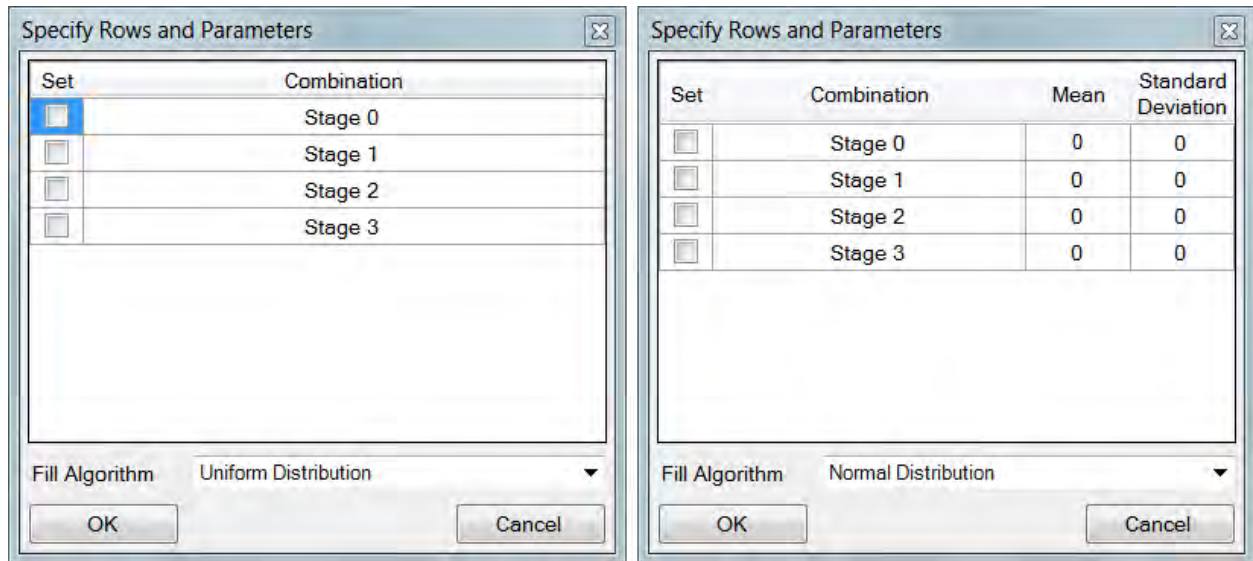 Specify Rows and Parameters
Set Combination
Stage 0
Stage 1
Stage 2
Stage 3
Fill Algorithm Uniform Distribution
OK Cancel
Specify Rows and Parameters
Set Combination Mean Standard Deviation
Stage 0 0 0
Stage 1 0 0
Stage 2 0 0
Stage 3 0 0
Fill Algorithm Normal Distribution
OK Cancel